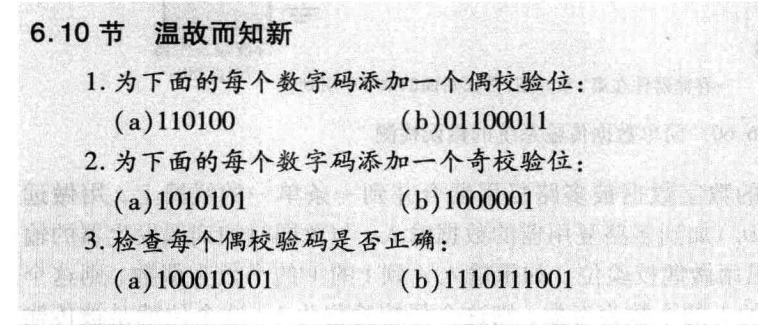 6.10 节 温故而知新
1.为下面的每个数字码添加一个偶校验位：
(a)110100 (b)01100011
2.为下面的每个数字码添加一个奇校验位：
(a)1010101 (b)1000001
3.检查每个偶校验码是否正确：
(a)100010101 (b)1110111001